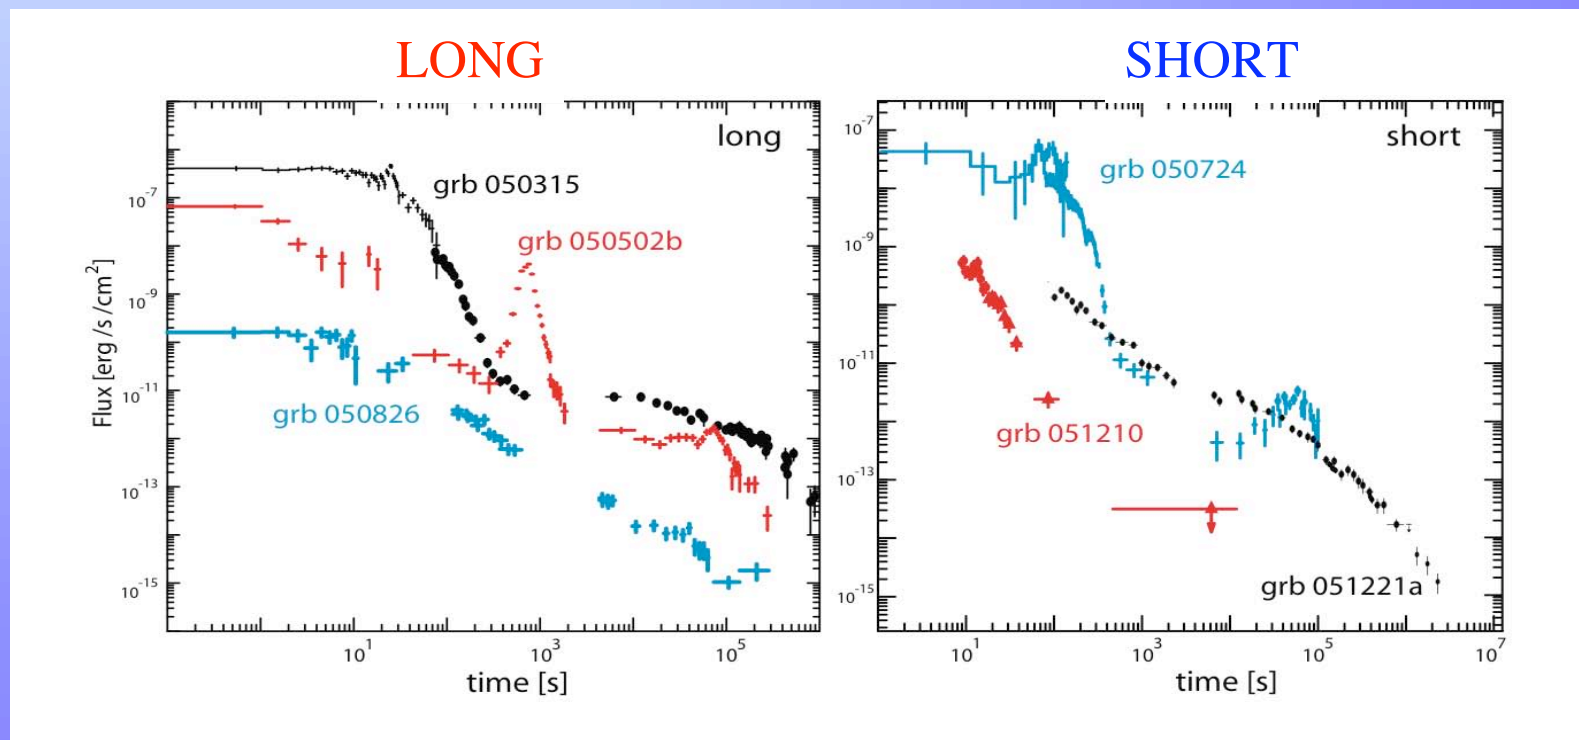 LONG
SHORT
long
grb 050315
grb 050502b
grb 050826
Flux [erg /s /cm²]
10⁻⁷
10⁻⁹
10⁻¹¹
10⁻¹³
10⁻¹⁵
10¹
10³
10⁵
time [s]
short
grb 050724
grb 051210
grb 051221a
10⁻⁷
10⁻⁹
10⁻¹¹
10⁻¹³
10⁻¹⁵
10¹
10³
10⁵
10⁷
time [s]